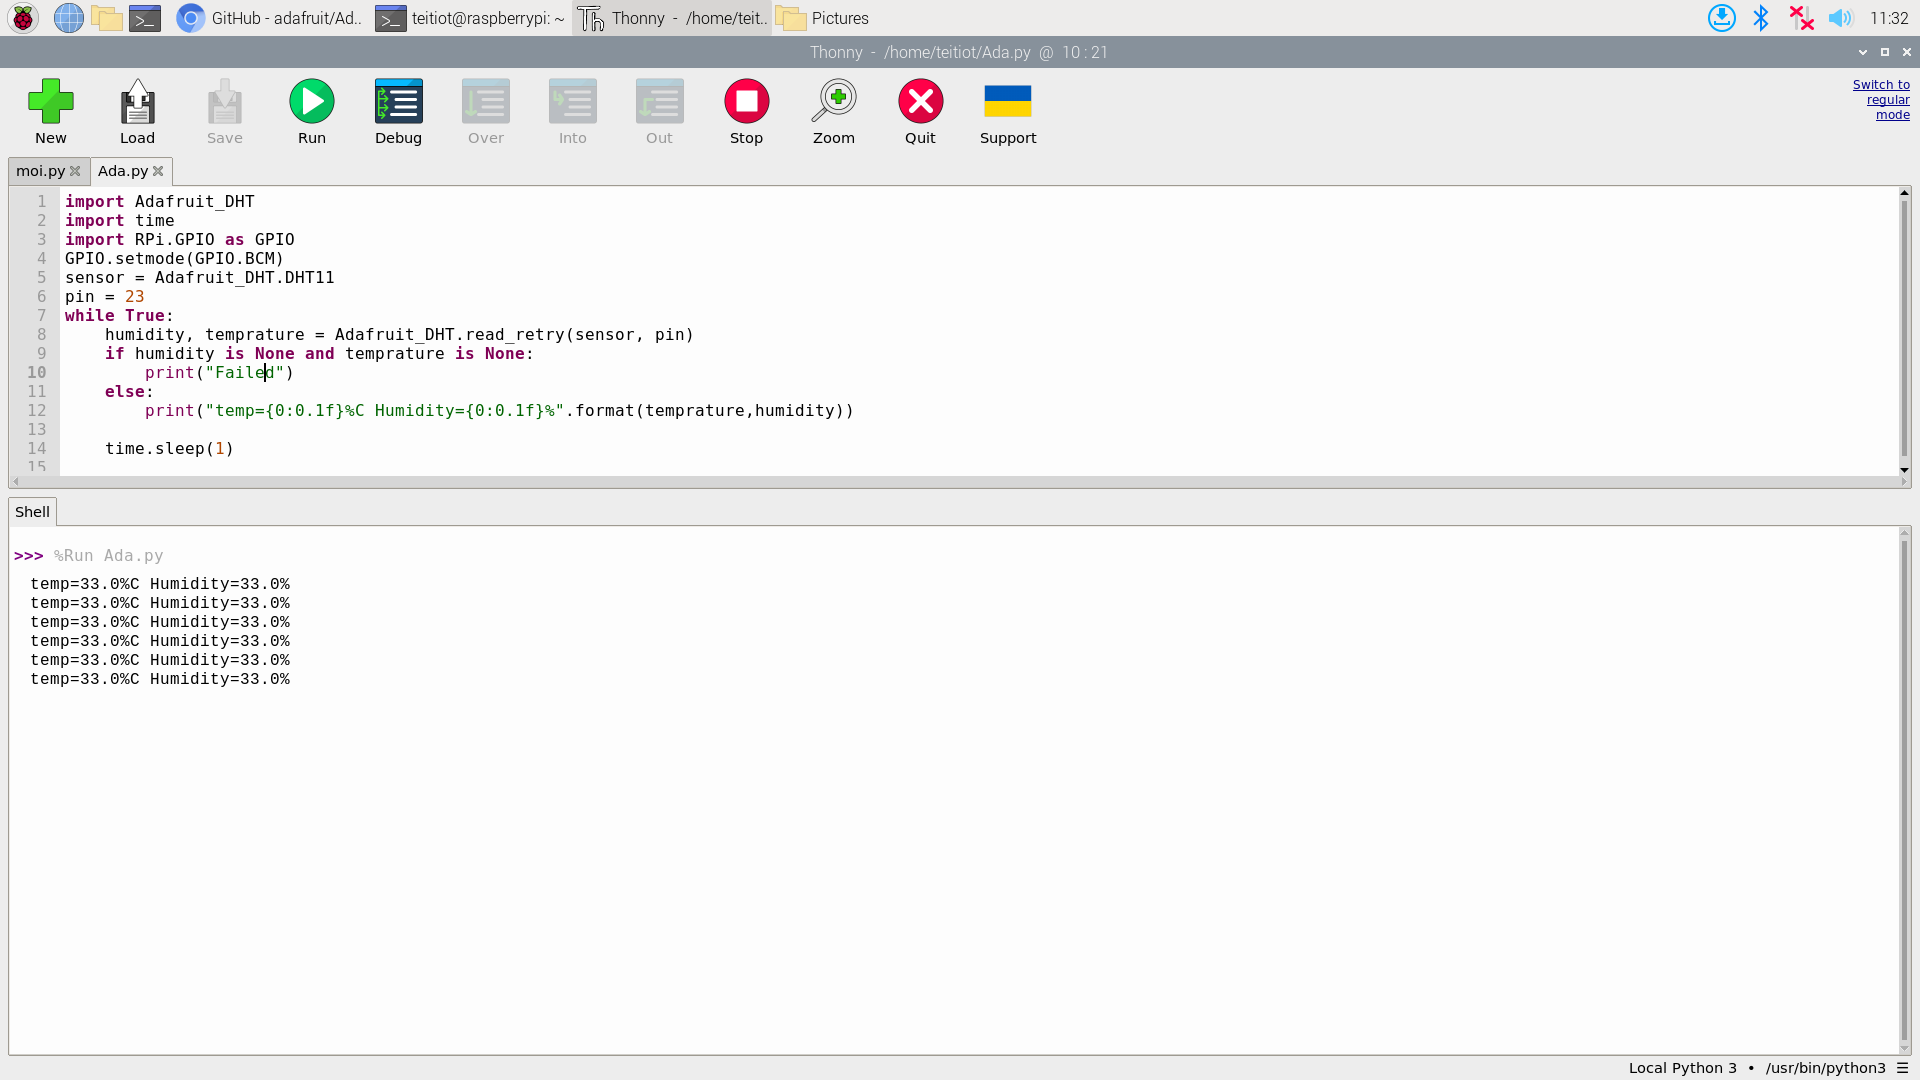 GitHub - adafruit/Ad..
teitiot@raspberrypi: ~
Thonny - /home/teit..
Pictures
11:32
Thonny - /home/teitiot/Ada.py @ 10 : 21
New
Load
Save
Run
Debug
Over
Into
Out
Stop
Zoom
Quit
Support
Switch to
regular
mode
moi.py
Ada.py
1 import Adafruit_DHT
2 import time
3 import RPi.GPIO as GPIO
4 GPIO.setmode(GPIO.BCM)
5 sensor = Adafruit_DHT.DHT11
6 pin = 23
7 while True:
8     humidity, temprature = Adafruit_DHT.read_retry(sensor, pin)
9     if humidity is None and temprature is None:
10         print("Failed")
11     else:
12         print("temp={0:0.1f}%C Humidity={0:0.1f}%".format(temprature,humidity))
13
14     time.sleep(1)
15
Shell
>>> %Run Ada.py
temp=33.0%C Humidity=33.0%
temp=33.0%C Humidity=33.0%
temp=33.0%C Humidity=33.0%
temp=33.0%C Humidity=33.0%
temp=33.0%C Humidity=33.0%
temp=33.0%C Humidity=33.0%
Local Python 3 • /usr/bin/python3 ☰